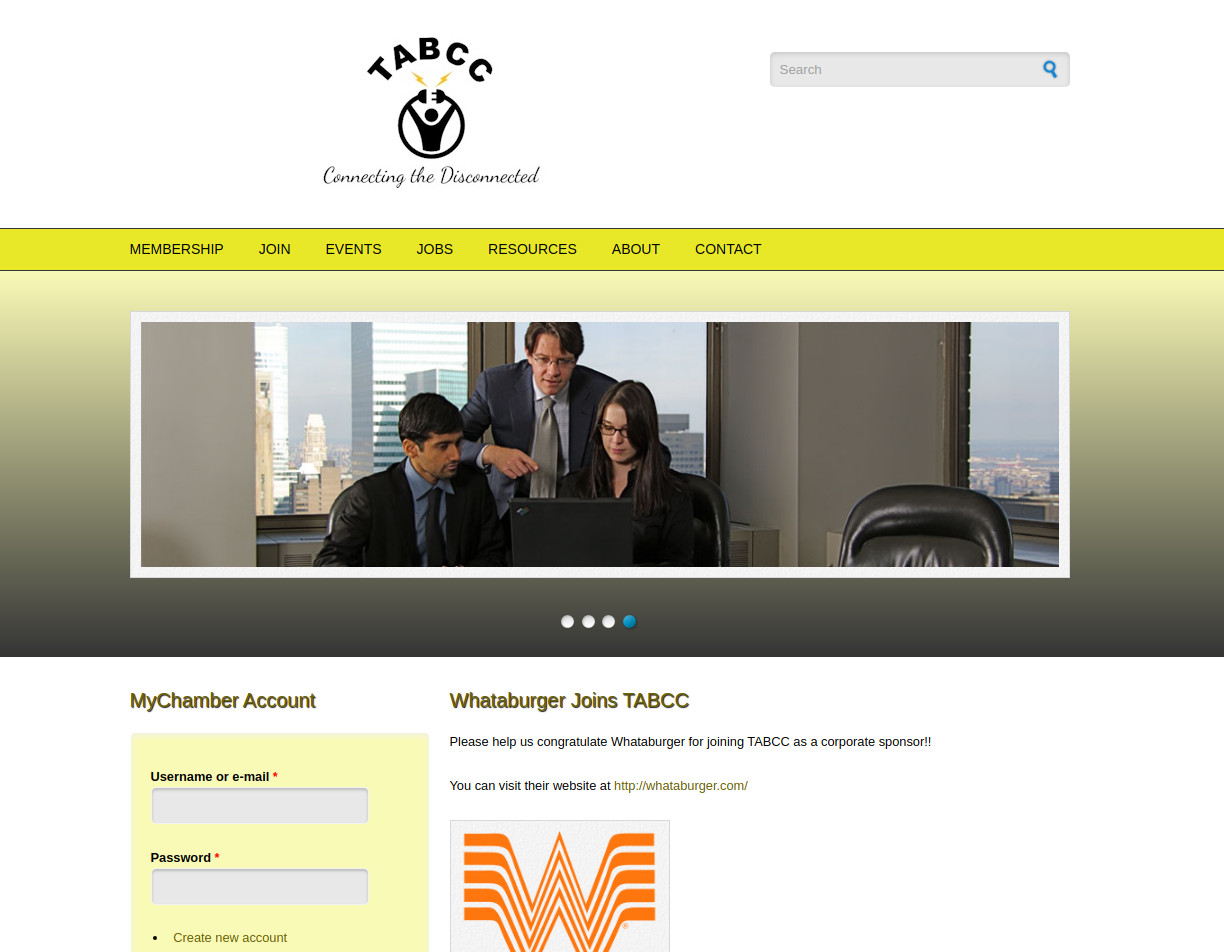 TABCC
Connecting the Disconnected
Search
MEMBERSHIP JOIN EVENTS JOBS RESOURCES ABOUT CONTACT
MyChamber Account
Username or e-mail *
Password *
Create new account
Whataburger Joins TABCC
Please help us congratulate Whataburger for joining TABCC as a corporate sponsor!!
You can visit their website at http://whataburger.com/
W®